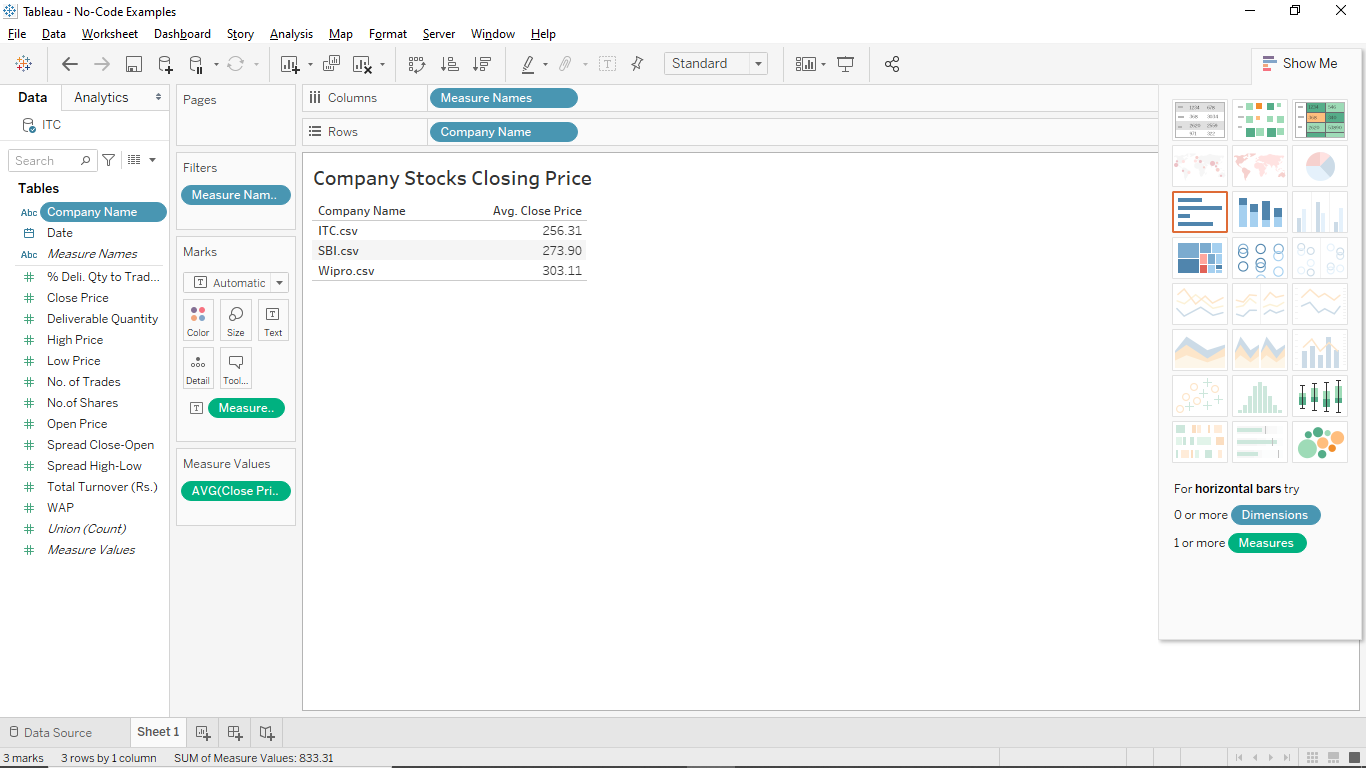 Tableau - No-Code Examples
File Data Worksheet Dashboard Story Analysis Map Format Server Window Help
Standard
Show Me
Data Analytics
ITC
Search
Tables
Abc Company Name
Date
Abc Measure Names
% Deli. Qty to Trad...
Close Price
Deliverable Quantity
High Price
Low Price
No. of Trades
No.of Shares
Open Price
Spread Close-Open
Spread High-Low
Total Turnover (Rs.)
WAP
Union (Count)
Measure Values
Pages
Filters
Measure Nam..
Marks
Automatic
Color Size Text
Detail Tool...
Measure..
Measure Values
AVG(Close Pri..
Columns Measure Names
Rows Company Name
Company Stocks Closing Price
Company Name Avg. Close Price
ITC.csv 256.31
SBI.csv 273.90
Wipro.csv 303.11
For horizontal bars try
0 or more Dimensions
1 or more Measures
Data Source Sheet 1
3 marks 3 rows by 1 column SUM of Measure Values: 833.31